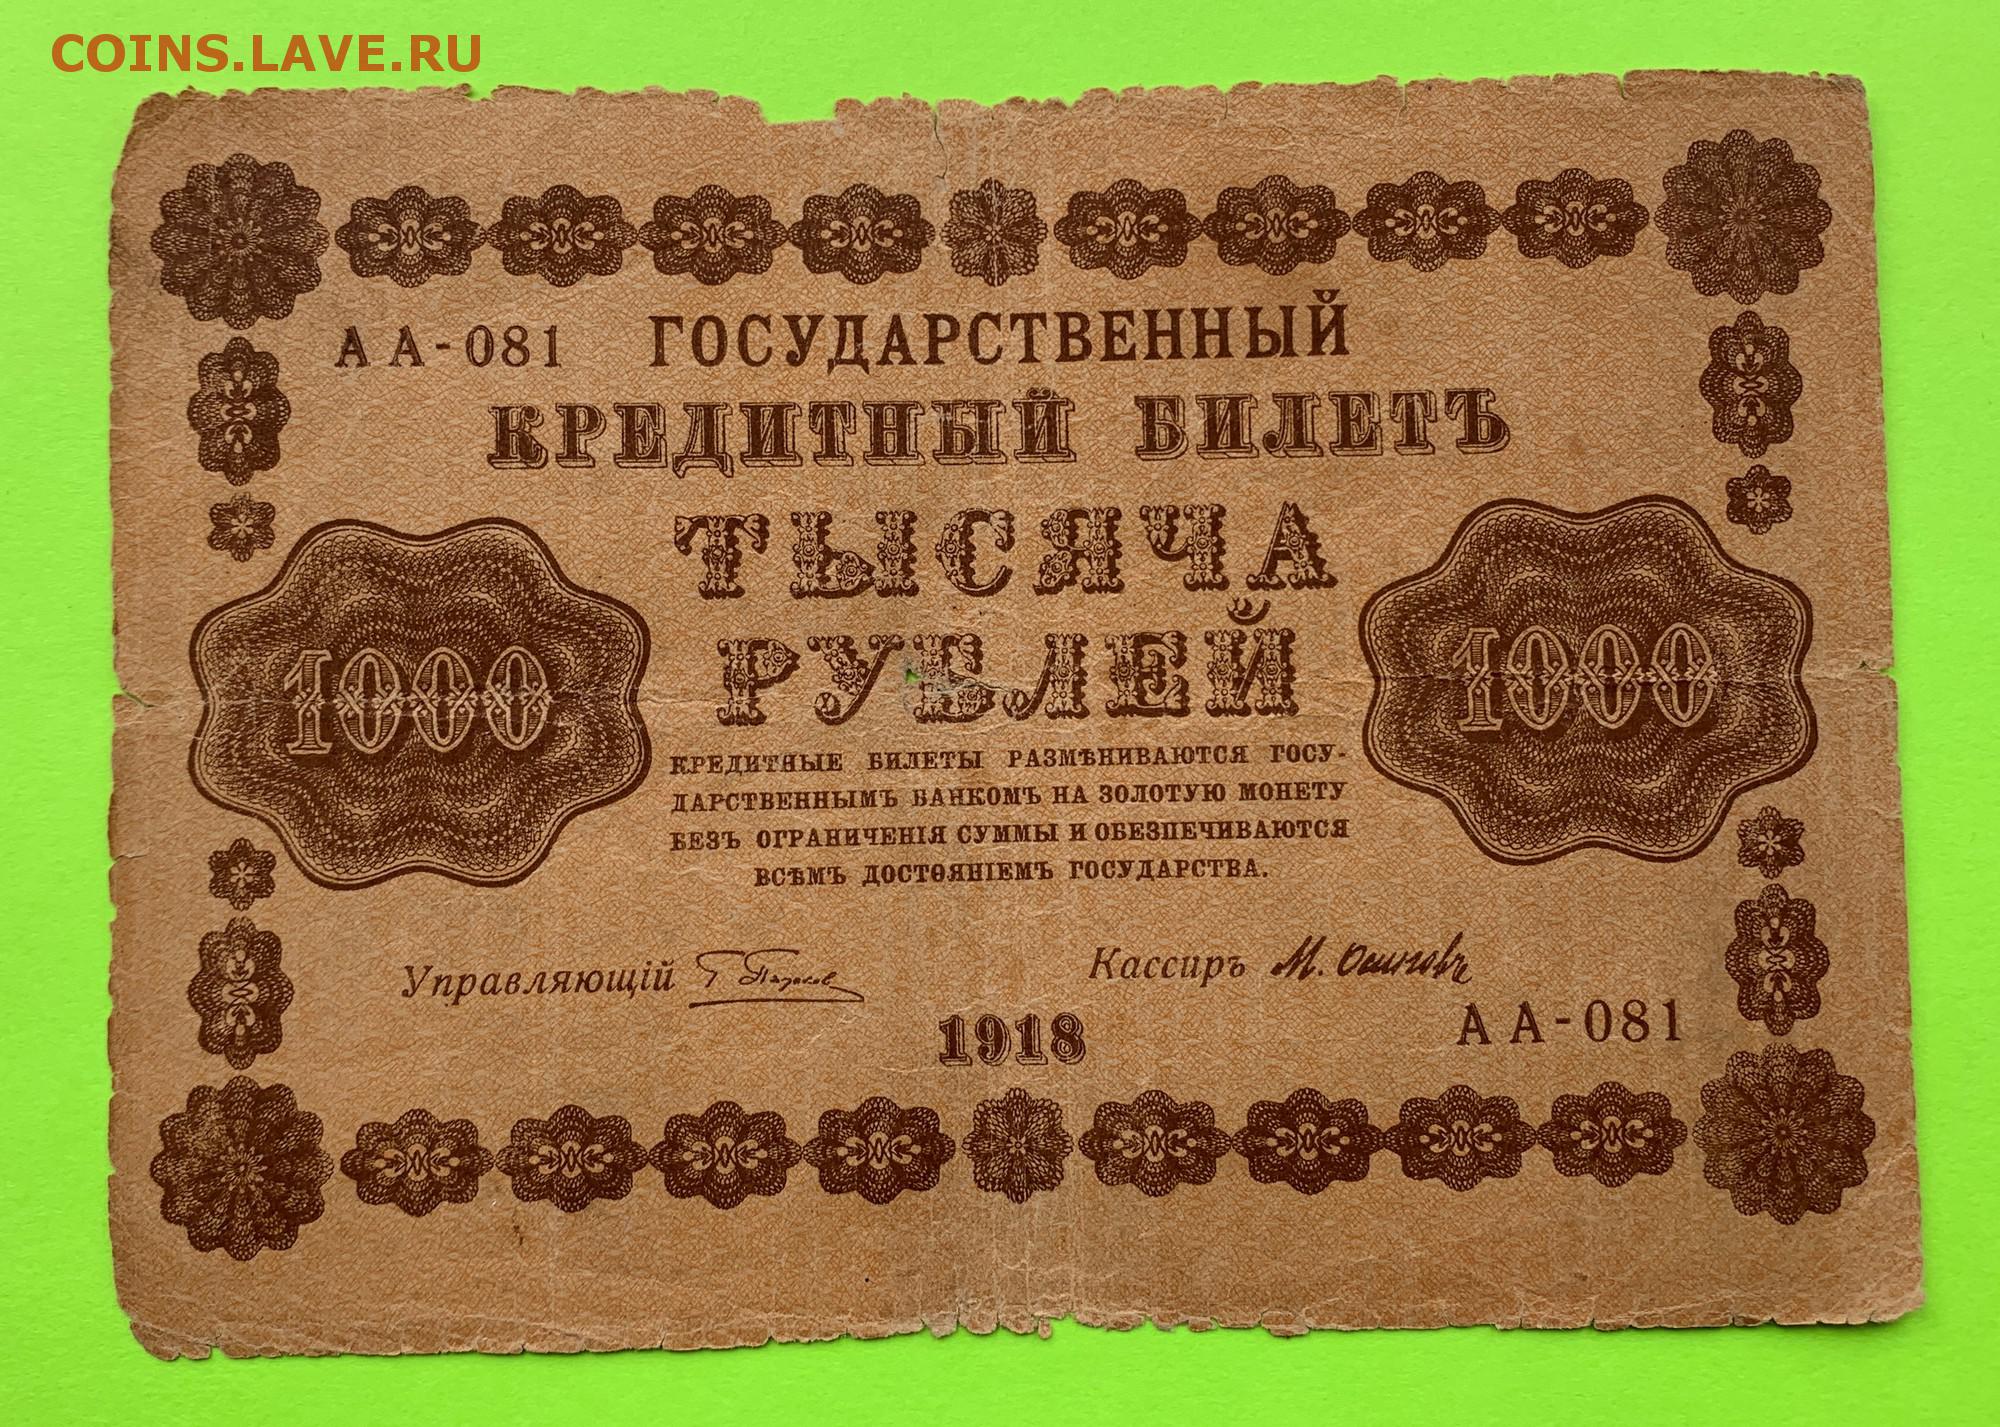 COINS.LAVE.RU
АА-081 ГОСУДАРСТВЕННЫЙ
КРЕДИТНЫЙ БИЛЕТЪ
ТЫСЯЧА
РУБЛЕЙ
1000
1000
КРЕДИТНЫЕ БИЛЕТЫ РАЗМѢНИВАЮТСЯ ГОСУ-
ДАРСТВЕННЫМЪ БАНКОМЪ НА ЗОЛОТУЮ МОНЕТУ
БЕЗЪ ОГРАНИЧЕНІЯ СУММЫ И ОБЕЗПЕЧИВАЮТСЯ
ВСѢМЪ ДОСТОЯНІЕМЪ ГОСУДАРСТВА.
Управляющій
Кассиръ М. Осиповъ
1918
АА-081